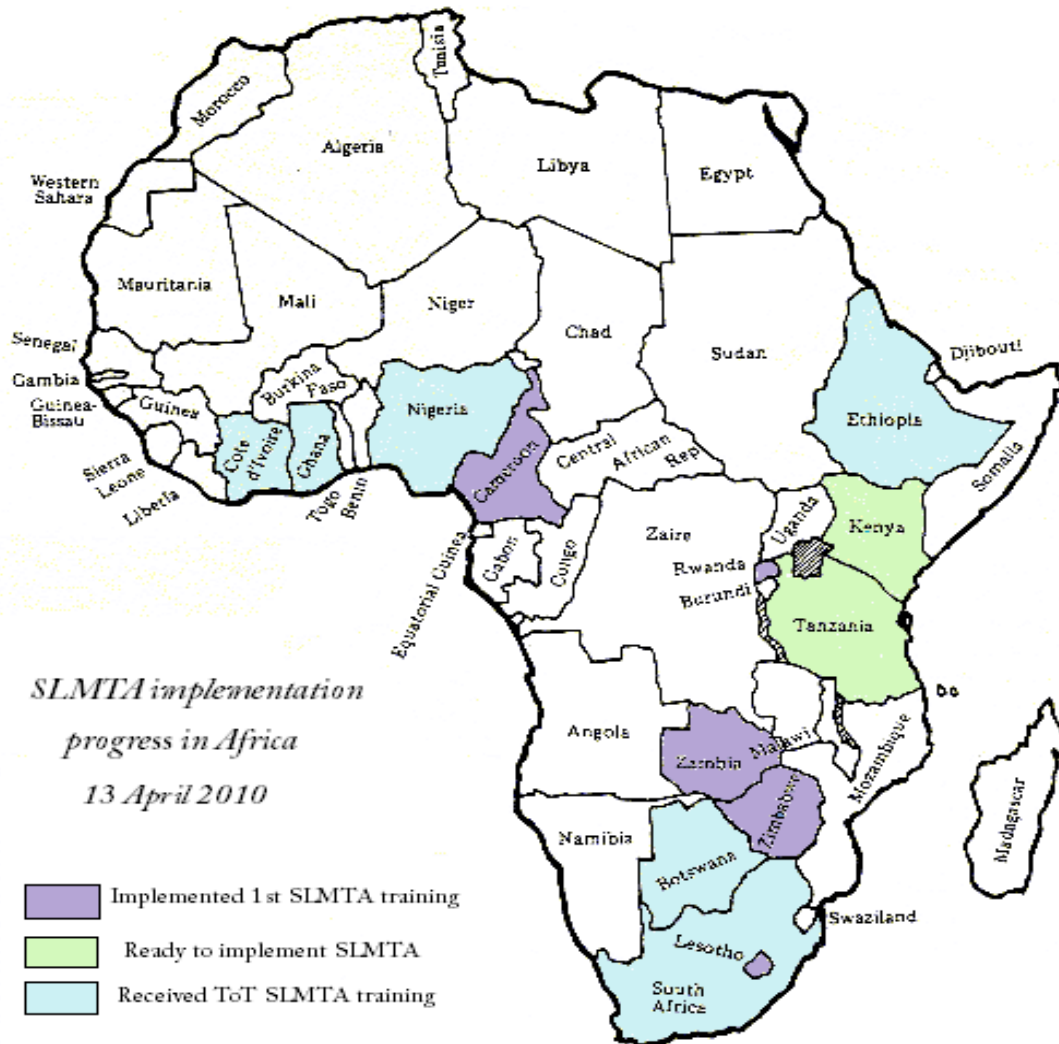 Tunisia
Morocco
Algeria
Libya
Egypt
Western
Sahara
Mauritania
Mali
Niger
Chad
Sudan
Senegal
Gambia
Guinea-
Bissau
Guinea
Burkina
Faso
Nigeria
Djibouti
Ethiopia
Somalia
Sierra
Leone
Liberia
Cote
d'Ivoire
Ghana
Togo
Benin
Cameroon
Central
African
Rep
Equatorial Guinea
Gabon
Congo
Zaire
Uganda
Kenya
Rwanda
Burundi
Tanzania
SLMTA implementation
progress in Africa
13 April 2010
Angola
Zambia
Malawi
Mozambique
Zimbabwe
Madagascar
Namibia
Botswana
Swaziland
Lesotho
South
Africa
Implemented 1st SLMTA training
Ready to implement SLMTA
Received ToT SLMTA training